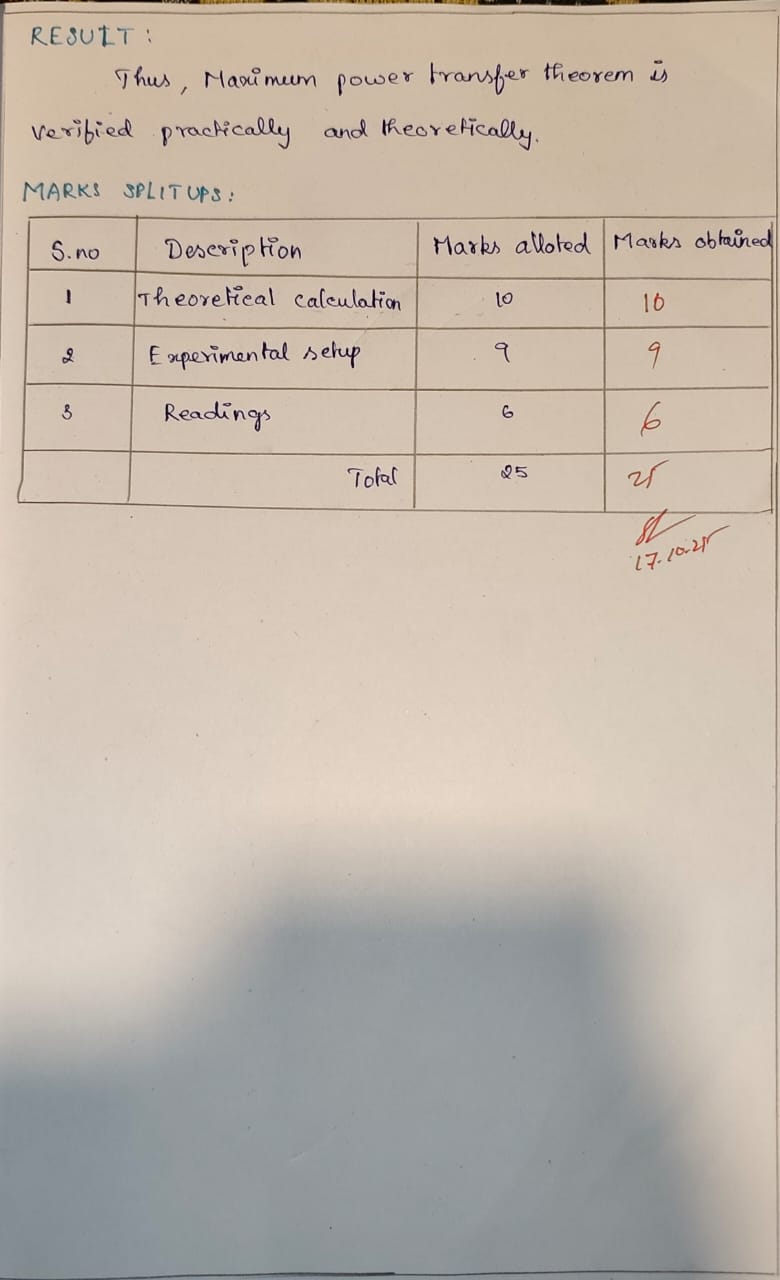 RESULT:
Thus, Maximum power transfer theorem is
verified practically and theoretically.
MARKS SPLIT UPS:
S.no Description Marks alloted Marks obtained
1 Theoretical calculation 10 10
2 Experimental setup 9 9
3 Readings 6 6
Total 25 25
17.10.25